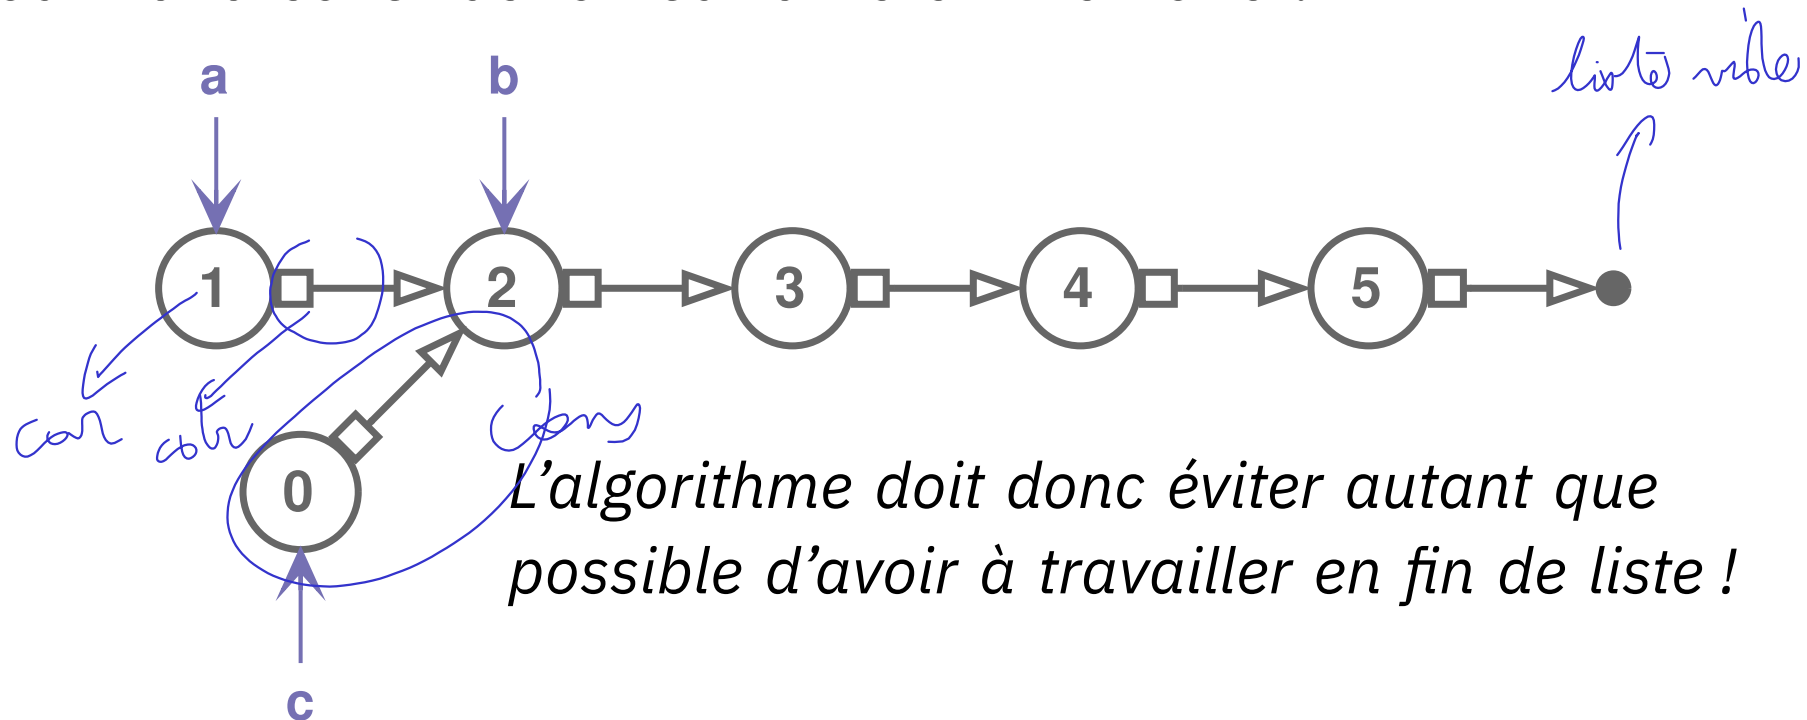 liste vide
a b
1 2 3 4 5
car cdr cons
0
L'algorithme doit donc éviter autant que
possible d'avoir à travailler en fin de liste !
c